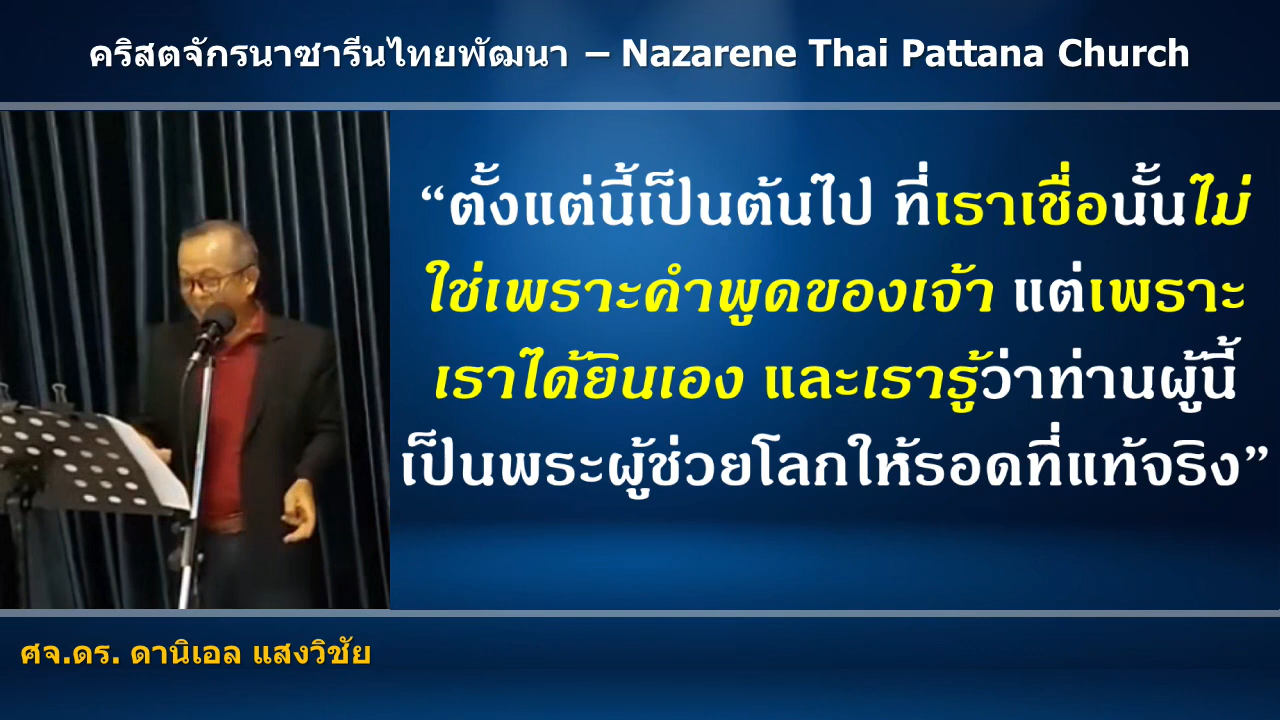 คริสตจักรนาซารีนไทยพัฒนา – Nazarene Thai Pattana Church
“ตั้งแต่นี้เป็นต้นไป ที่เราเชื่อนั้นไม่
ใช่เพราะคำพูดของเจ้า แต่เพราะ
เราได้ยินเอง และเรารู้ว่าท่านผู้นี้
เป็นพระผู้ช่วยโลกให้รอดที่แท้จริง”
ศจ.ดร. ดานิเอล แสงวิชัย